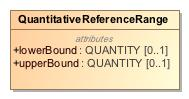 QuantitativeReferenceRange
attributes
+lowerBound : QUANTITY [0..1]
+upperBound : QUANTITY [0..1]